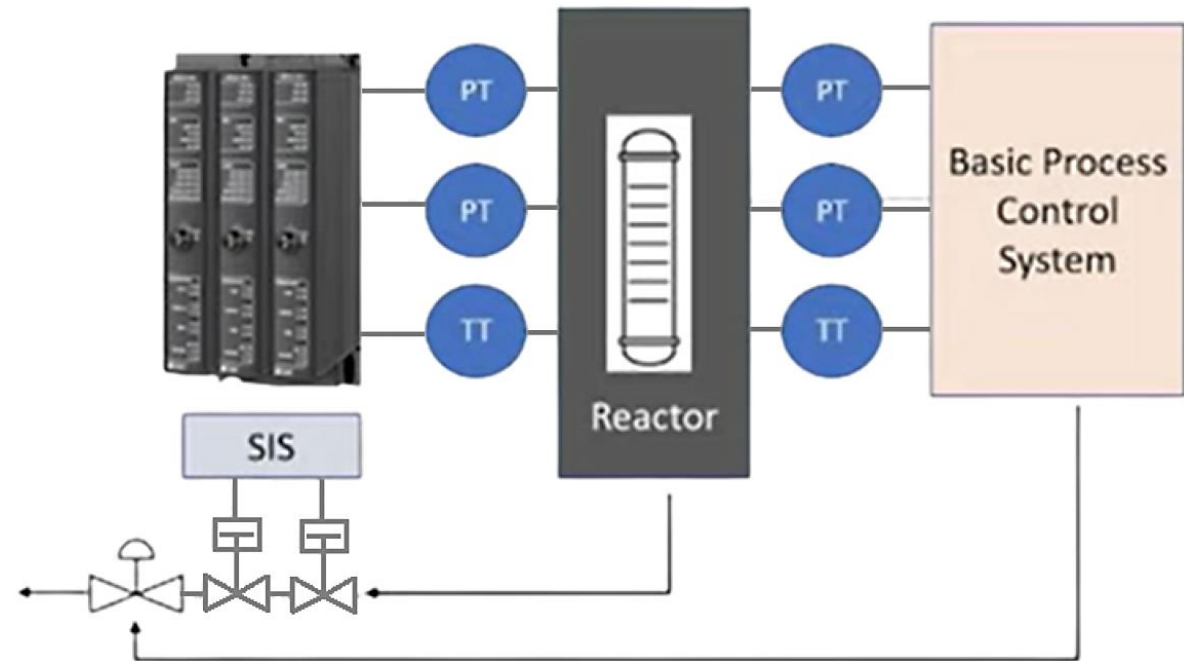 PT
PT
PT
PT
TT
TT
Basic Process
Control
System
Reactor
SIS